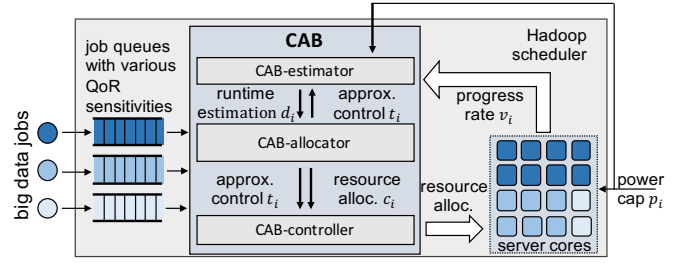 job queues
with various
QoR
sensitivities
CAB
Hadoop
scheduler
CAB-estimator
runtime
estimation d_i
approx.
control t_i
progress
rate v_i
big data jobs
CAB-allocator
approx.
control t_i
resource
alloc. c_i
resource
alloc.
power
cap p_i
CAB-controller
server cores